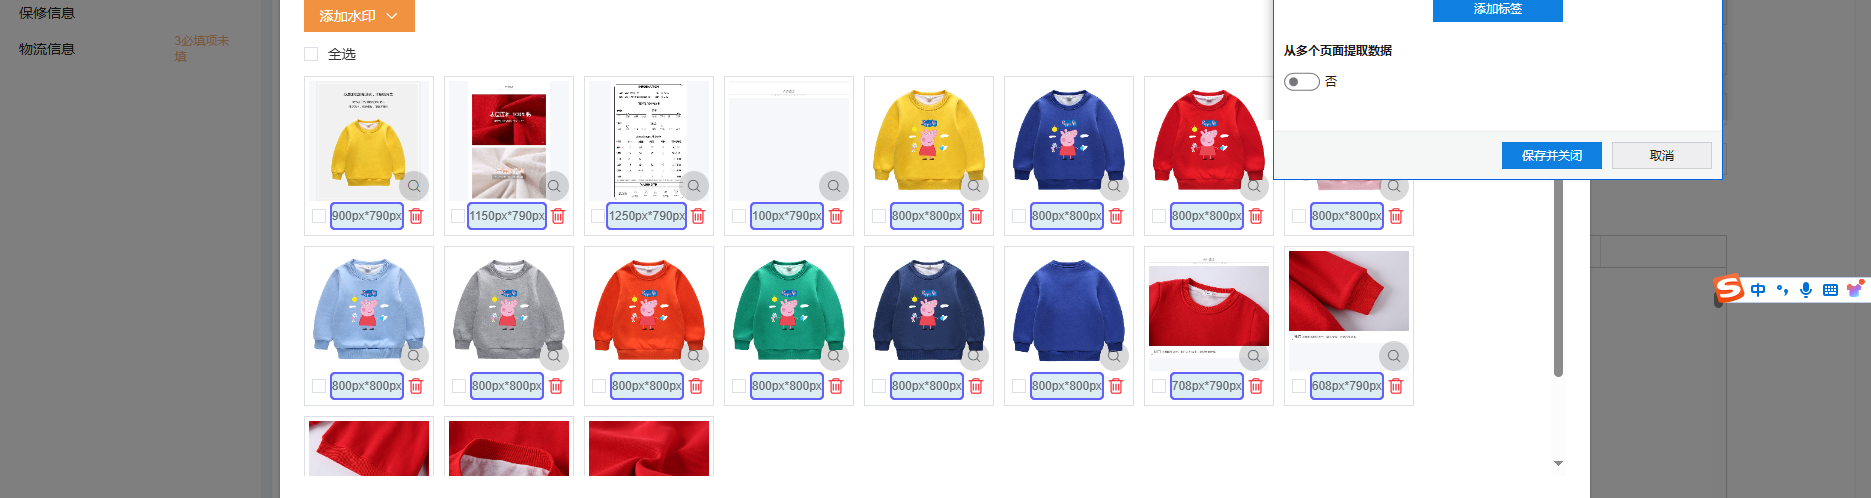 保修信息
物流信息
3必填项未
填
添加水印
全选
添加标签
从多个页面提取数据
否
保存并关闭
取消
900px*790px
1150px*790px
1250px*790px
100px*790px
800px*800px
800px*800px
800px*800px
800px*800px
800px*800px
800px*800px
800px*800px
800px*800px
800px*800px
800px*800px
708px*790px
608px*790px
中